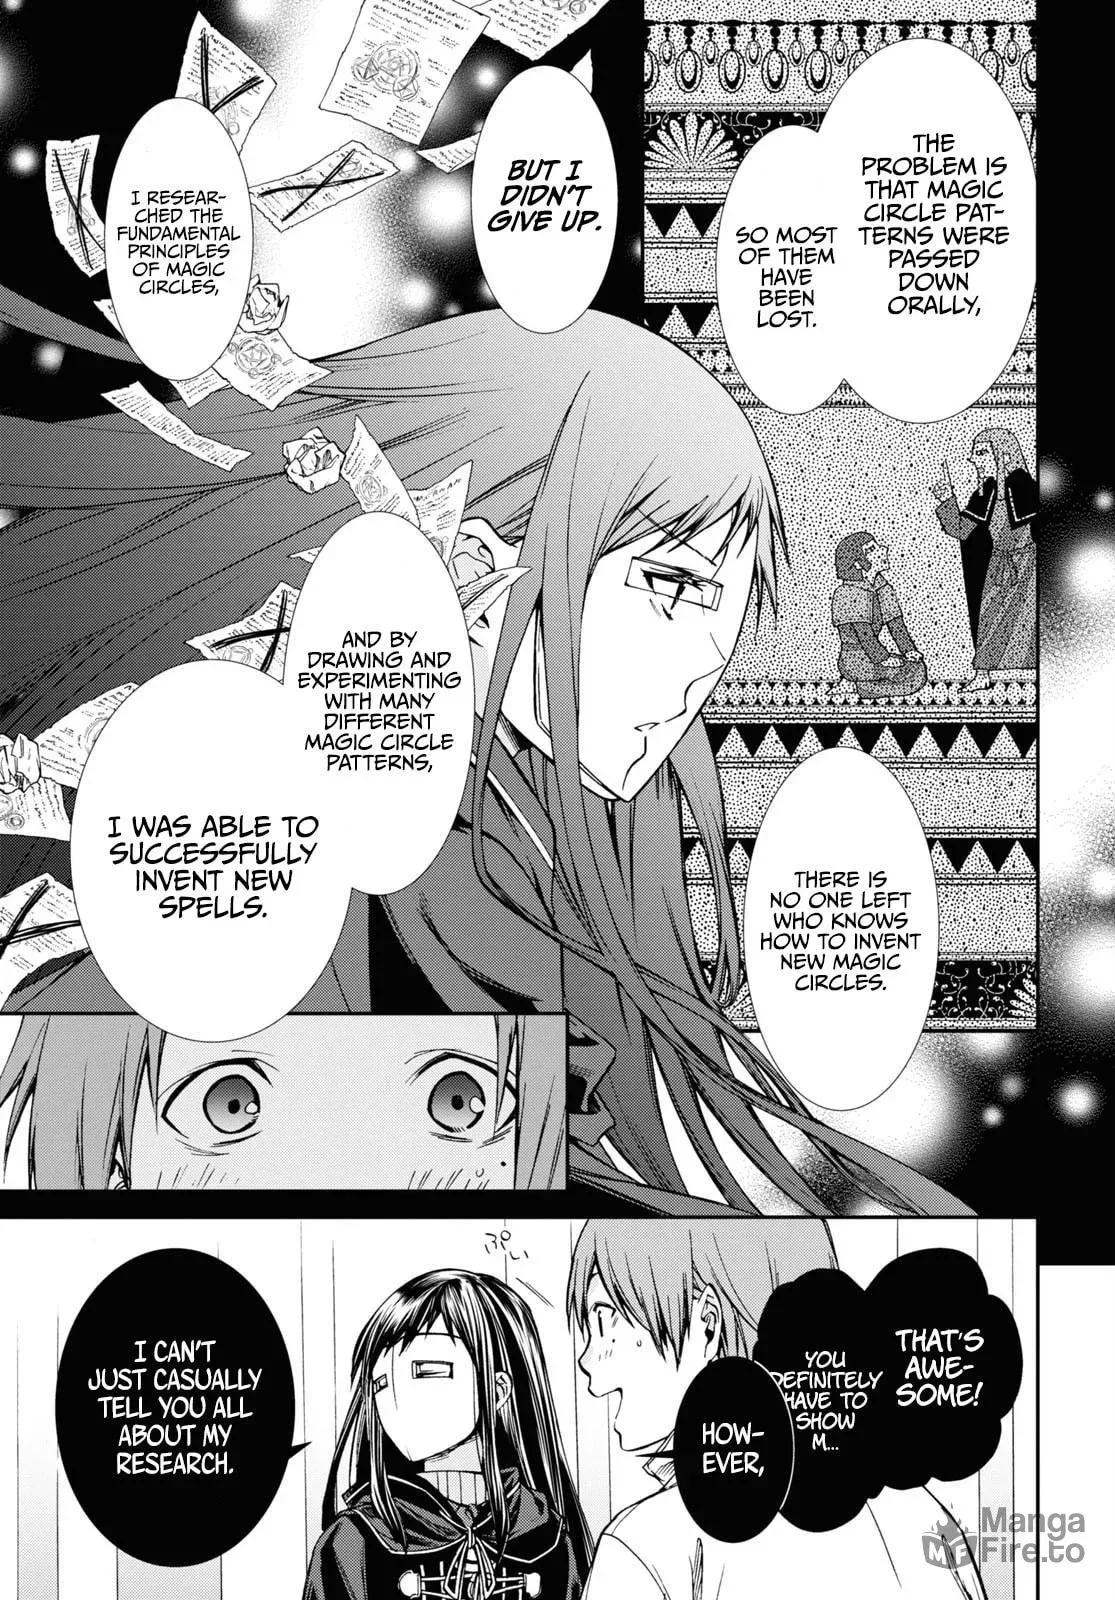 THE
PROBLEM IS
THAT MAGIC
CIRCLE PAT-
TERNS WERE
PASSED
DOWN
ORALLY,
SO MOST
OF THEM
HAVE
BEEN
LOST.
THERE IS
NO ONE LEFT
WHO KNOWS
HOW TO INVENT
NEW MAGIC
CIRCLES.
BUT I
DIDN'T
GIVE UP.
I RESEAR-
CHED THE
FUNDAMENTAL
PRINCIPLES
OF MAGIC
CIRCLES,
AND BY
DRAWING AND
EXPERIMENTING
WITH MANY
DIFFERENT
MAGIC CIRCLE
PATTERNS,
I WAS ABLE TO
SUCCESSFULLY
INVENT NEW
SPELLS.
THAT'S
AWE-
SOME!
YOU
DEFINITELY
HAVE TO
SHOW
M...
HOW-
EVER,
ぷい
I CAN'T
JUST CASUALLY
TELL YOU ALL
ABOUT MY
RESEARCH.
MF
Manga
Fire.to